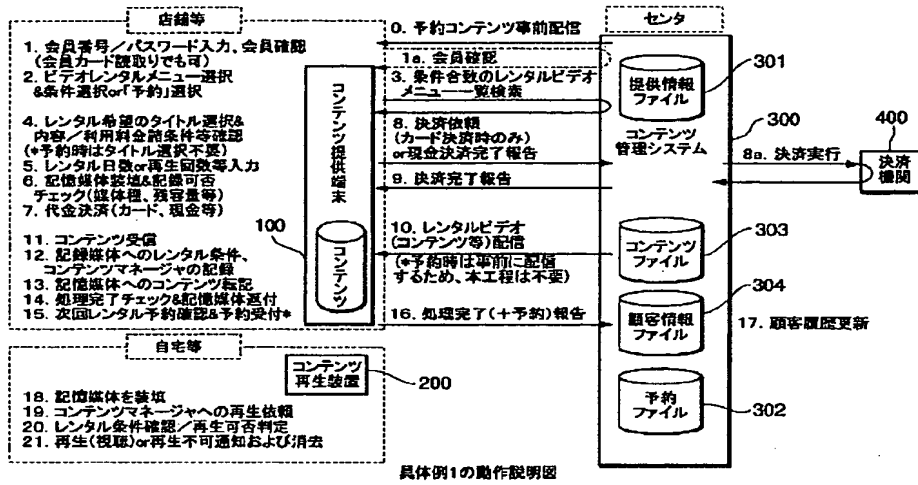 店舗等
1. 会員番号／パスワード入力、会員確認
(会員カード読取りでも可)
2. ビデオレンタルメニュー選択
&条件選択or「予約」選択
4. レンタル希望のタイトル選択&
内容／利用料金諸条件等確認
(*予約時はタイトル選択不要)
5. レンタル日数or再生回数等入力
6. 記憶媒体装填&記録可否
チェック(媒体種、残容量等)
7. 代金決済(カード、現金等)
11. コンテンツ受信
12. 記録媒体へのレンタル条件、
コンテンツマネージャの記録
13. 記憶媒体へのコンテンツ転記
14. 処理完了チェック&記憶媒体返付
15. 次回レンタル予約確認&予約受付*
コンテンツ提供端末
100
コンテンツ
0. 予約コンテンツ事前配信
1a. 会員確認
3. 条件合致のレンタルビデオ
メニュー一覧検索
8. 決済依頼
(カード決済時のみ)
or現金決済完了報告
9. 決済完了報告
10. レンタルビデオ
(コンテンツ等)配信
(*予約時は事前に配信
するため、本工程は不要)
16. 処理完了(+予約)報告
センタ
提供情報
ファイル
301
コンテンツ
管理システム
300
コンテンツ
ファイル
303
顧客情報
ファイル
304
17. 顧客履歴更新
予約
ファイル
302
8a. 決済実行
400
決済
機関
自宅等
コンテンツ
再生装置
200
18. 記憶媒体を装填
19. コンテンツマネージャへの再生依頼
20. レンタル条件確認／再生可否判定
21. 再生(視聴)or再生不可通知および消去
具体例1の動作説明図